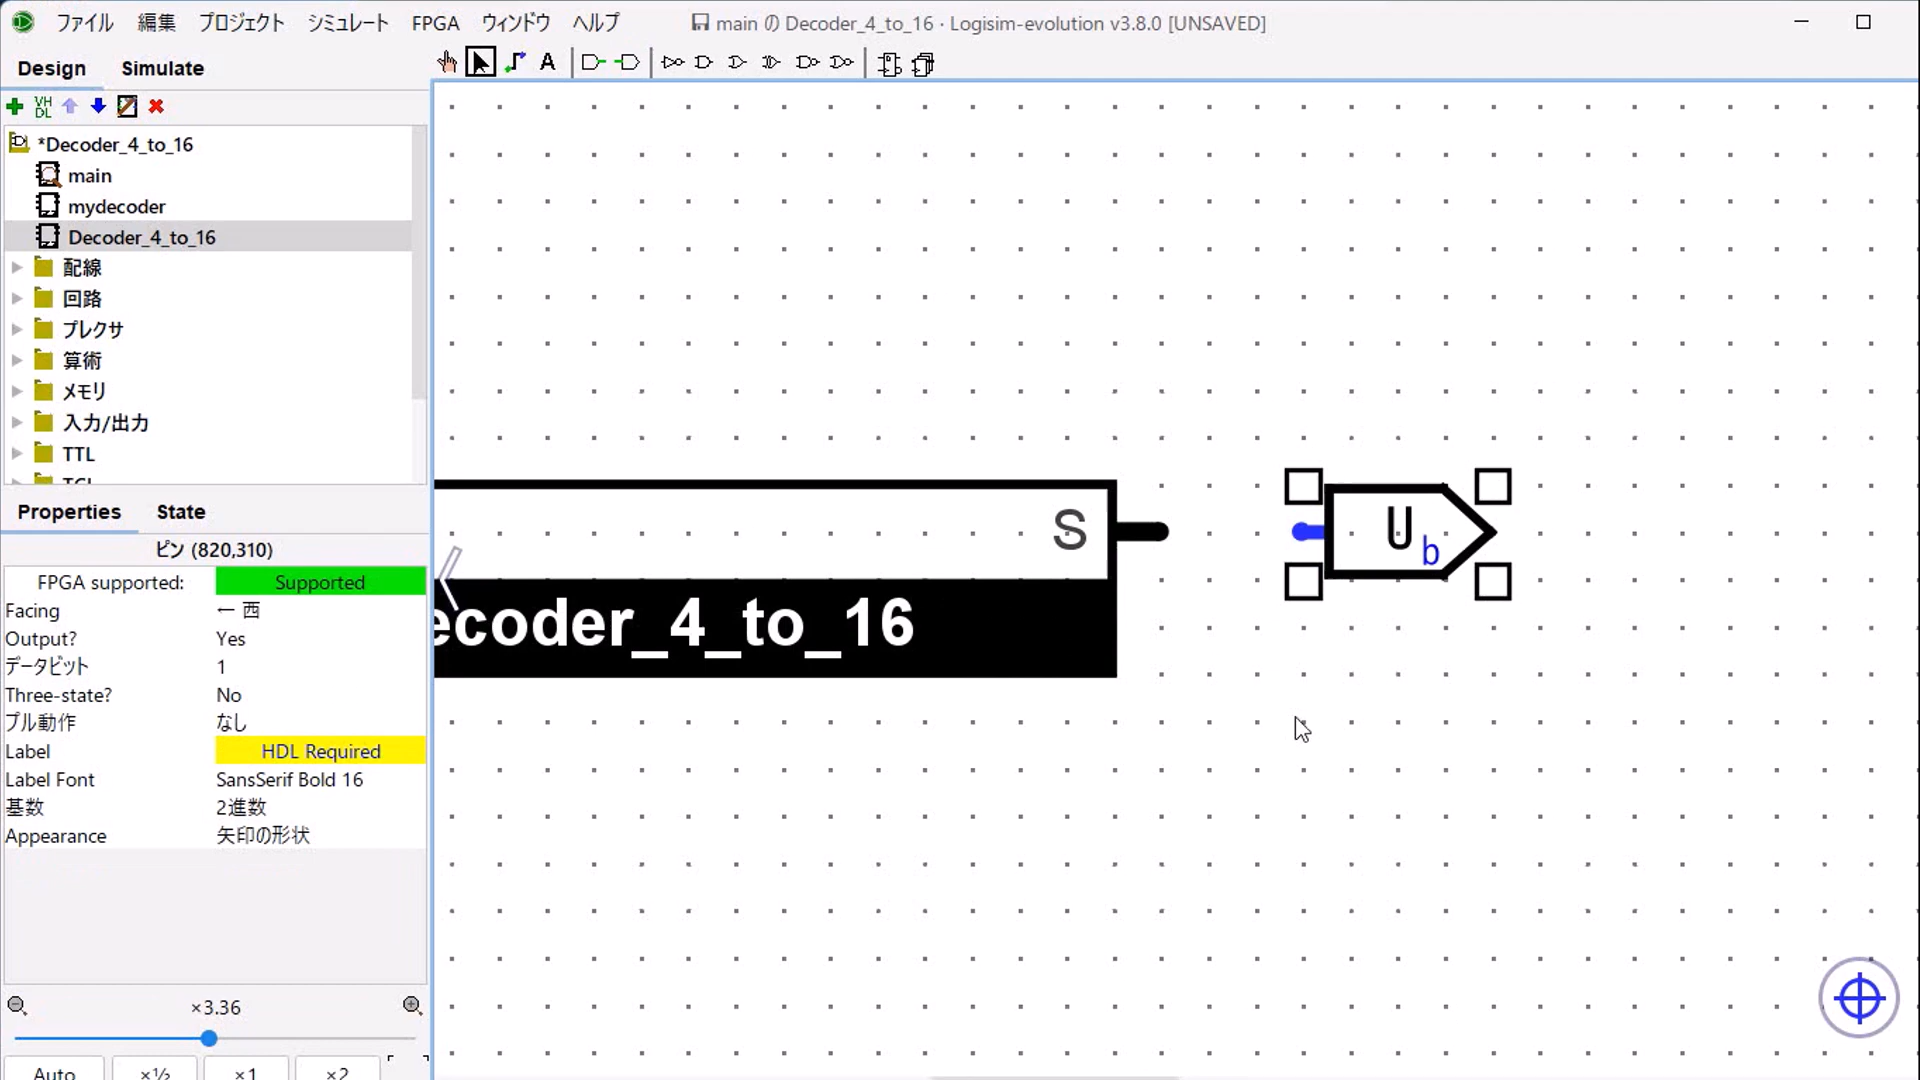 ファイル 編集 プロジェクト シミュレート FPGA ウィンドウ ヘルプ main の Decoder_4_to_16 · Logisim-evolution v3.8.0 [UNSAVED]
Design Simulate
A
VH
DL
*Decoder_4_to_16
main
mydecoder
Decoder_4_to_16
配線
回路
プレクサ
算術
メモリ
入力/出力
TTL
Properties State
ピン (820,310)
FPGA supported: Supported
Facing ← 西
Output? Yes
データビット 1
Three-state? No
プル動作 なし
Label HDL Required
Label Font SansSerif Bold 16
基数 2進数
Appearance 矢印の形状
×3.36
Auto ×½ ×1 ×2
S
ecoder_4_to_16
U b